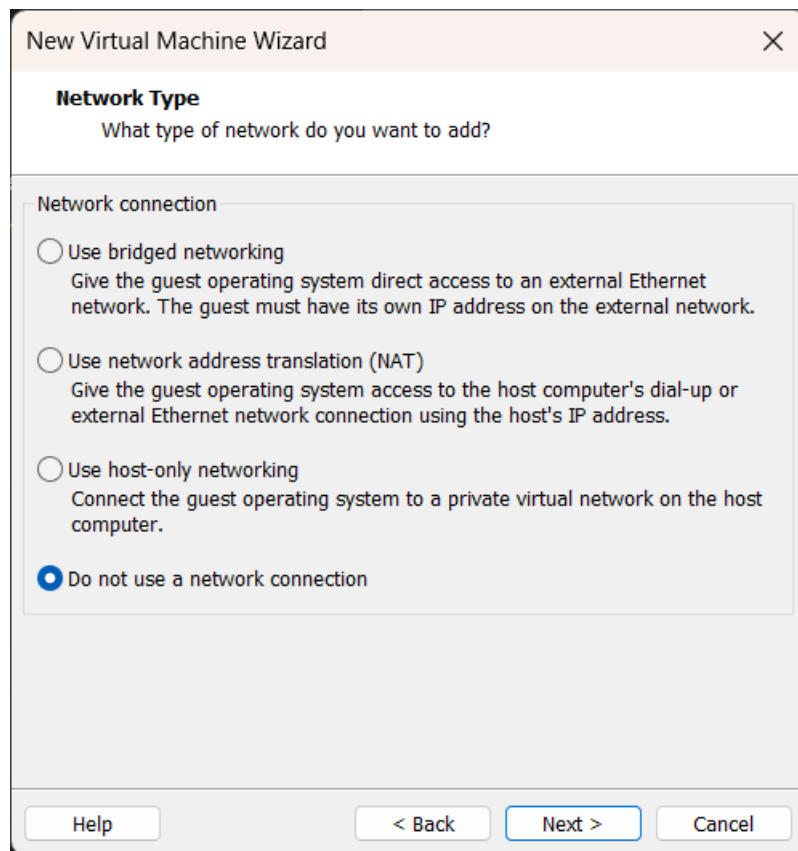 New Virtual Machine Wizard
Network Type
What type of network do you want to add?
Network connection
Use bridged networking
Give the guest operating system direct access to an external Ethernet
network. The guest must have its own IP address on the external network.
Use network address translation (NAT)
Give the guest operating system access to the host computer's dial-up or
external Ethernet network connection using the host's IP address.
Use host-only networking
Connect the guest operating system to a private virtual network on the host
computer.
Do not use a network connection
Help
< Back
Next >
Cancel